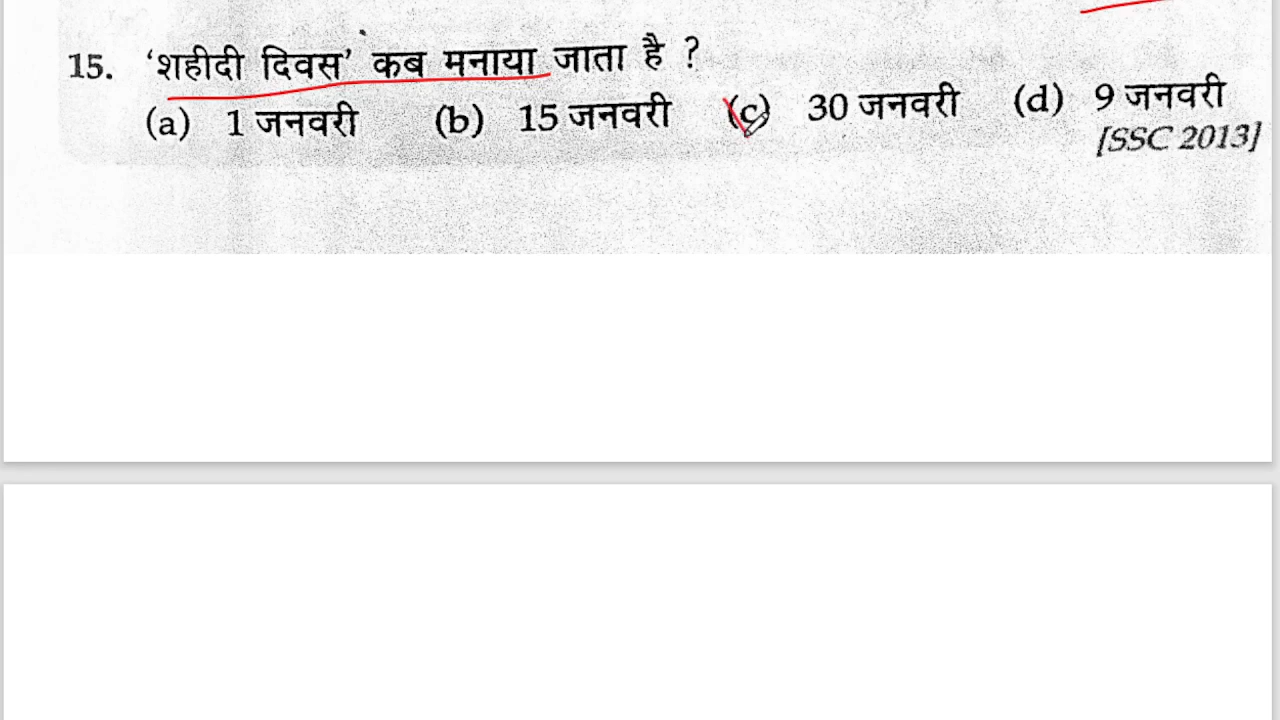 15. ‘शहीदी दिवस’ कब मनाया जाता है ?
(a) 1 जनवरी (b) 15 जनवरी (c) 30 जनवरी (d) 9 जनवरी
[SSC 2013]